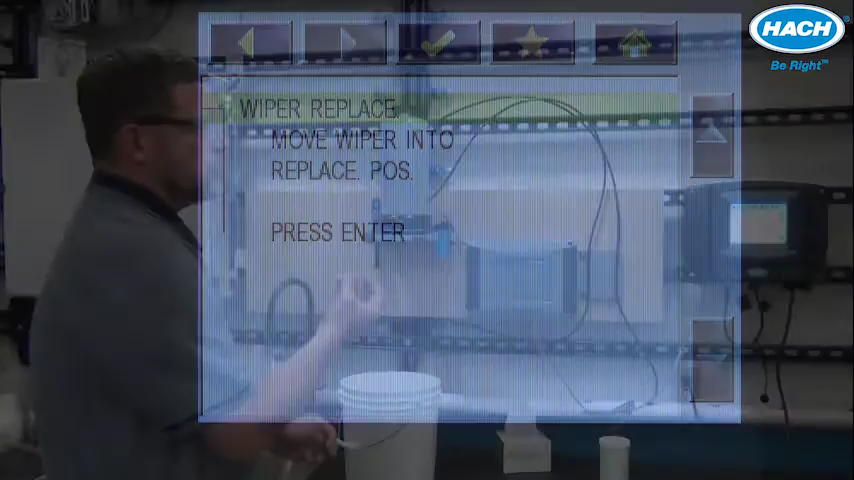 HACH
Be Right™
WIPER REPLACE.
MOVE WIPER INTO
REPLACE. POS.
PRESS ENTER